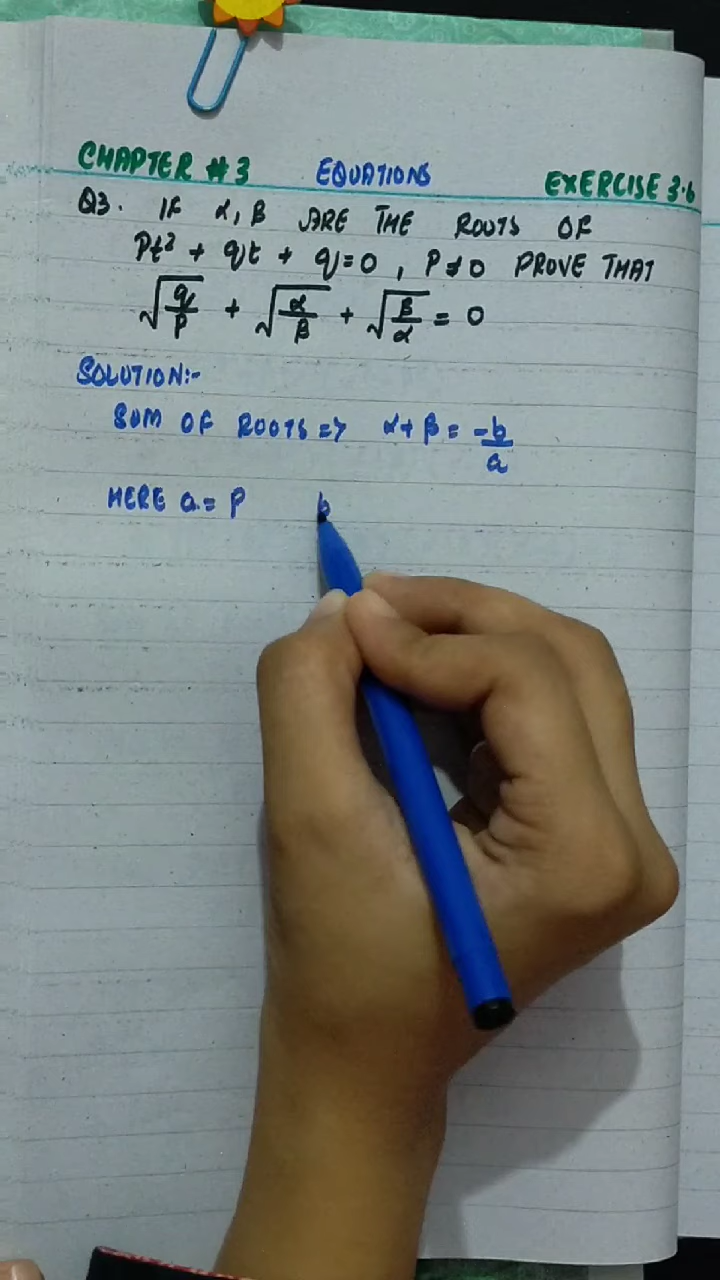 CHAPTER #3 EQUATIONS EXERCISE 3.6
Q3. IF α, β ARE THE ROOTS OF
Pt² + qt + q = 0 , P ≠ 0 PROVE THAT
√(q/P) + √(α/β) + √(β/α) = 0
SOLUTION:-
SUM OF ROOTS => α + β = -b/a
HERE a = P b